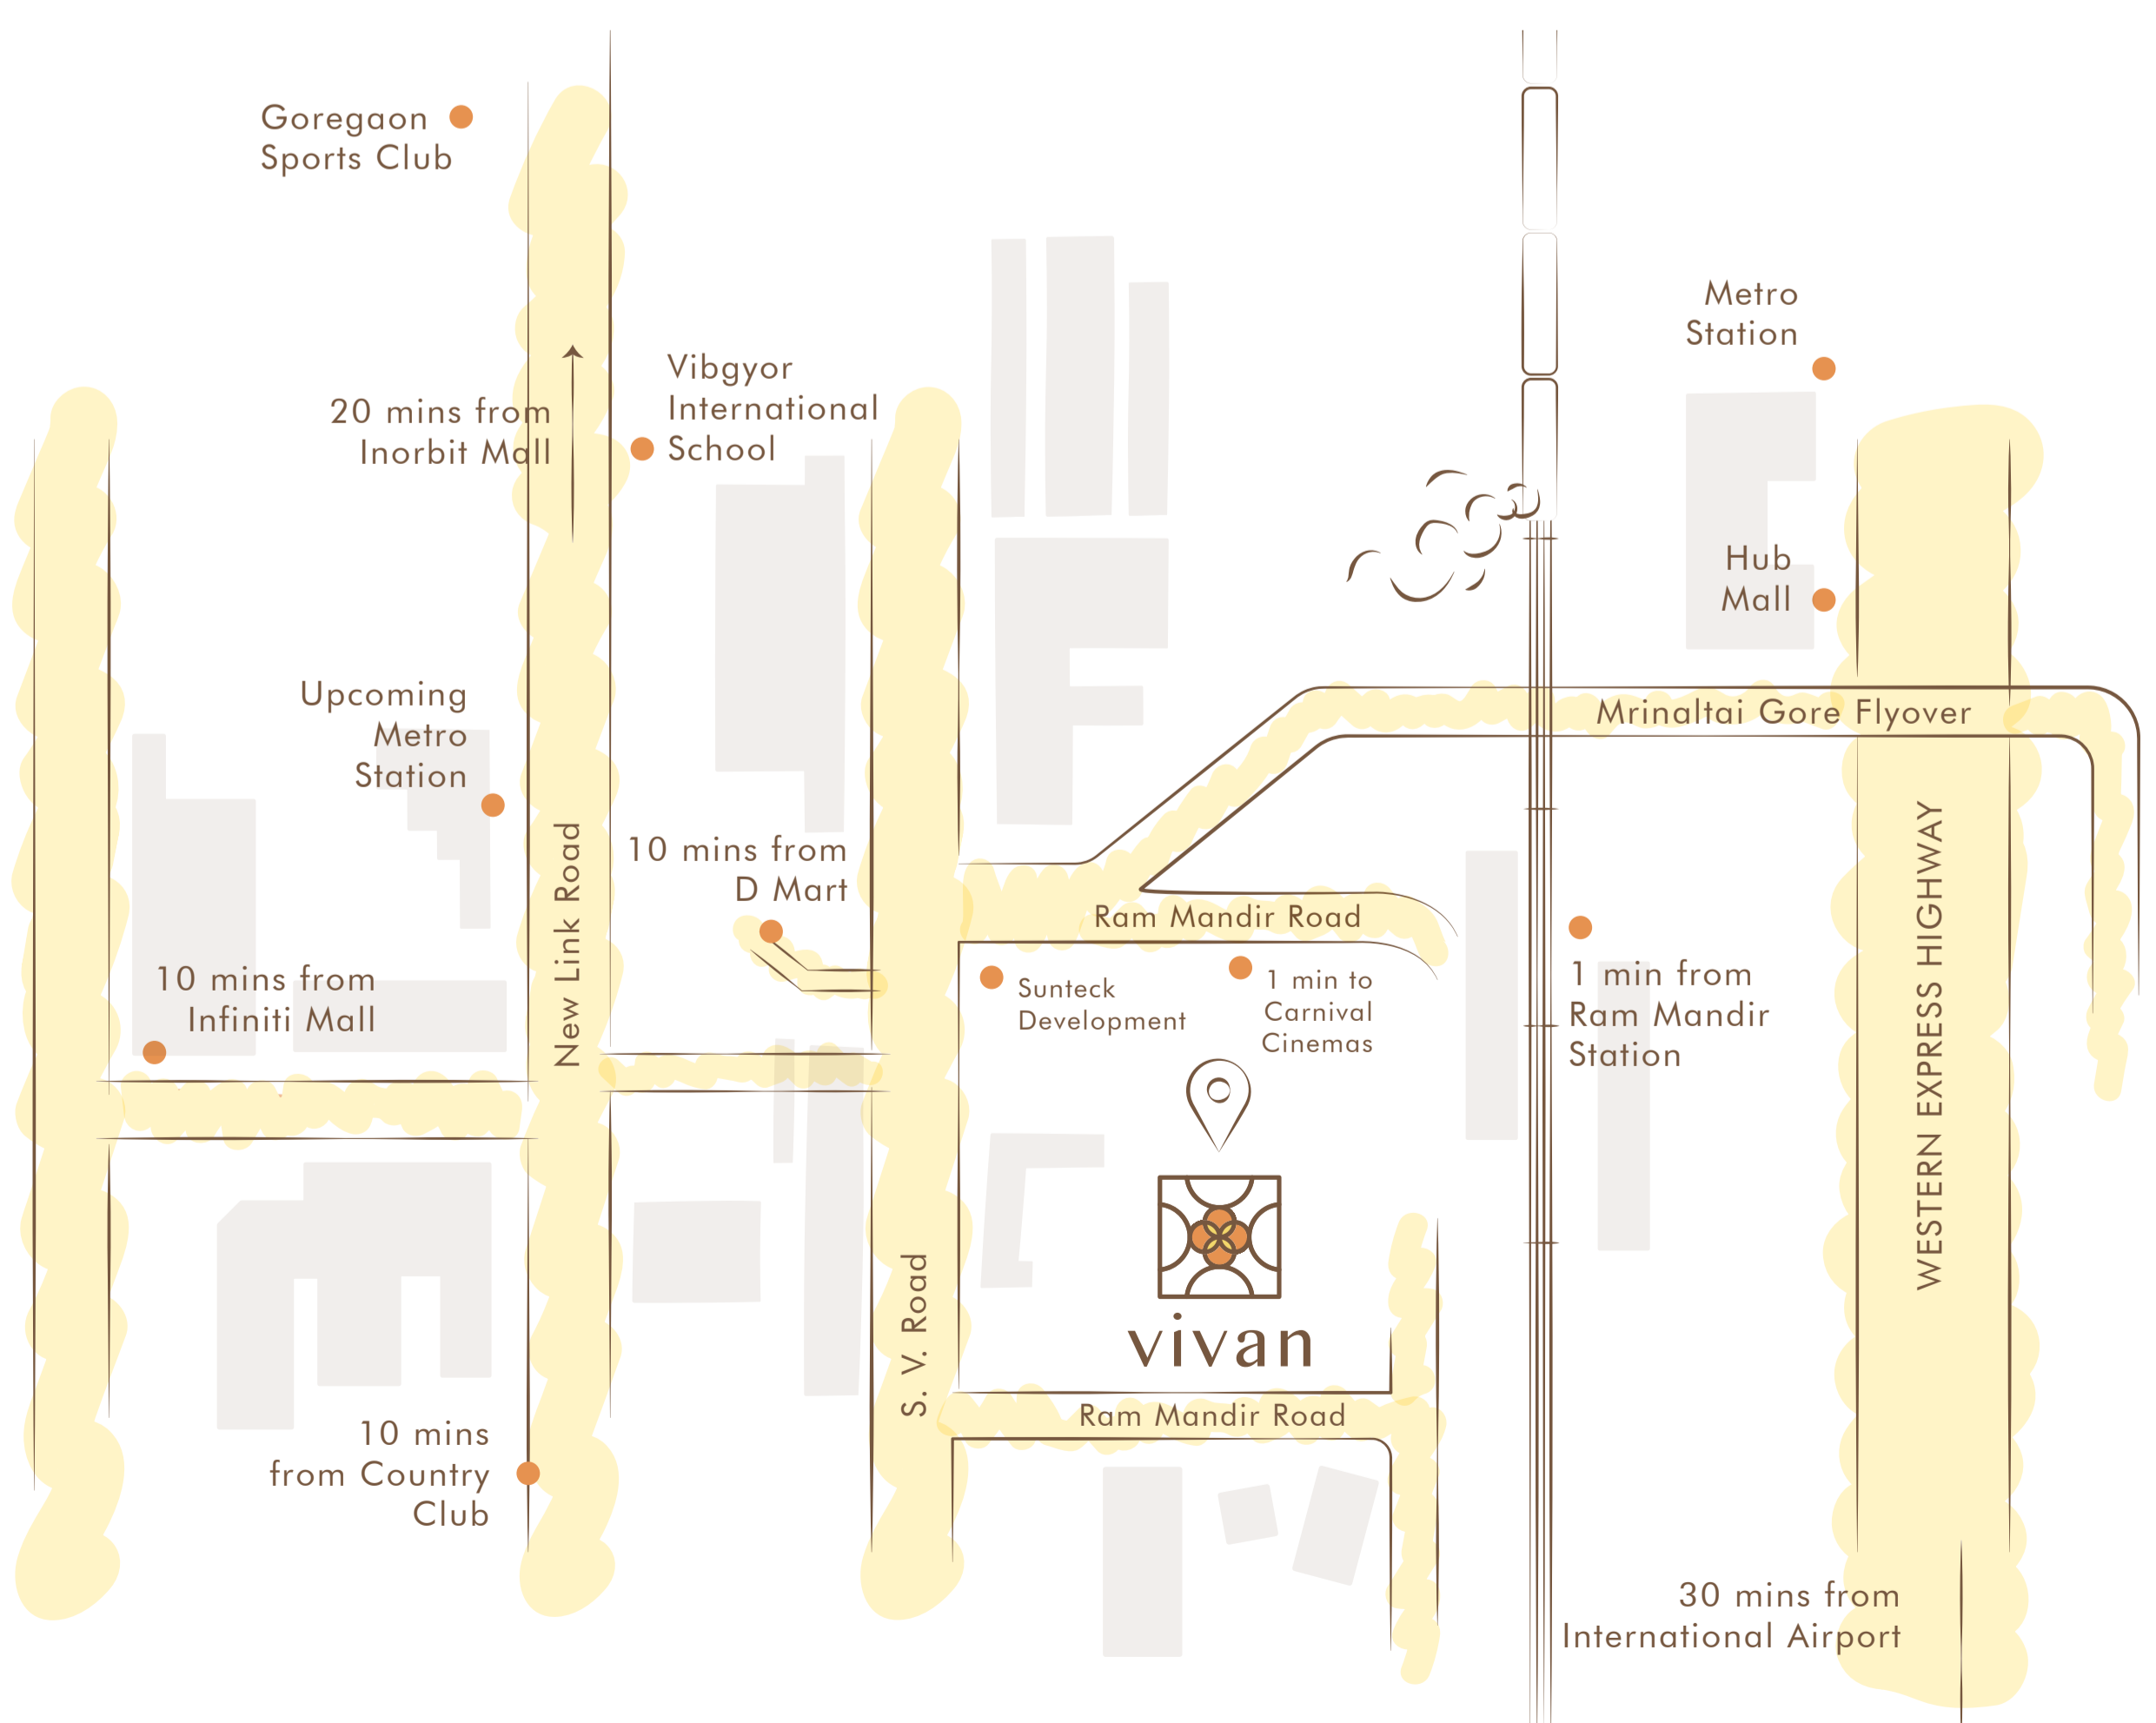 Goregaon
Sports Club
Metro
Station
Vibgyor
International
School
20 mins from
Inorbit Mall
Hub
Mall
Upcoming
Metro
Station
Mrinaltai Gore Flyover
10 mins from
D Mart
New Link Road
WESTERN EXPRESS HIGHWAY
Ram Mandir Road
10 mins from
Infiniti Mall
Sunteck
Development
1 min to
Carnival
Cinemas
1 min from
Ram Mandir
Station
S. V. Road
vivan
Ram Mandir Road
10 mins
from Country
Club
30 mins from
International Airport